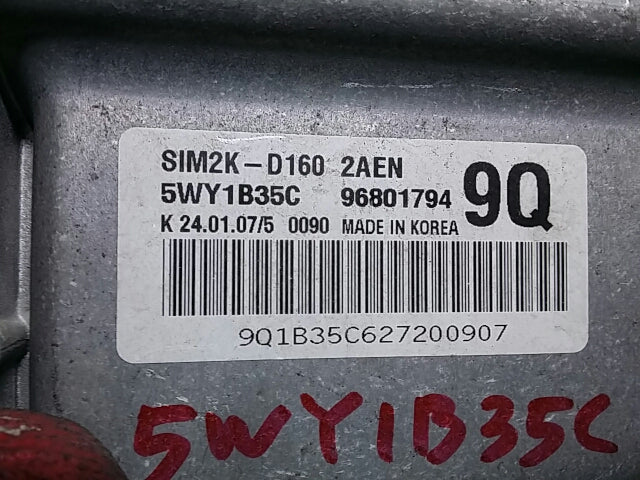 SIM2K-D160 2AEN
5WY1B35C 96801794 9Q
K 24.01.07/5 0090 MADE IN KOREA
9Q1B35C627200907
5WY1B35C